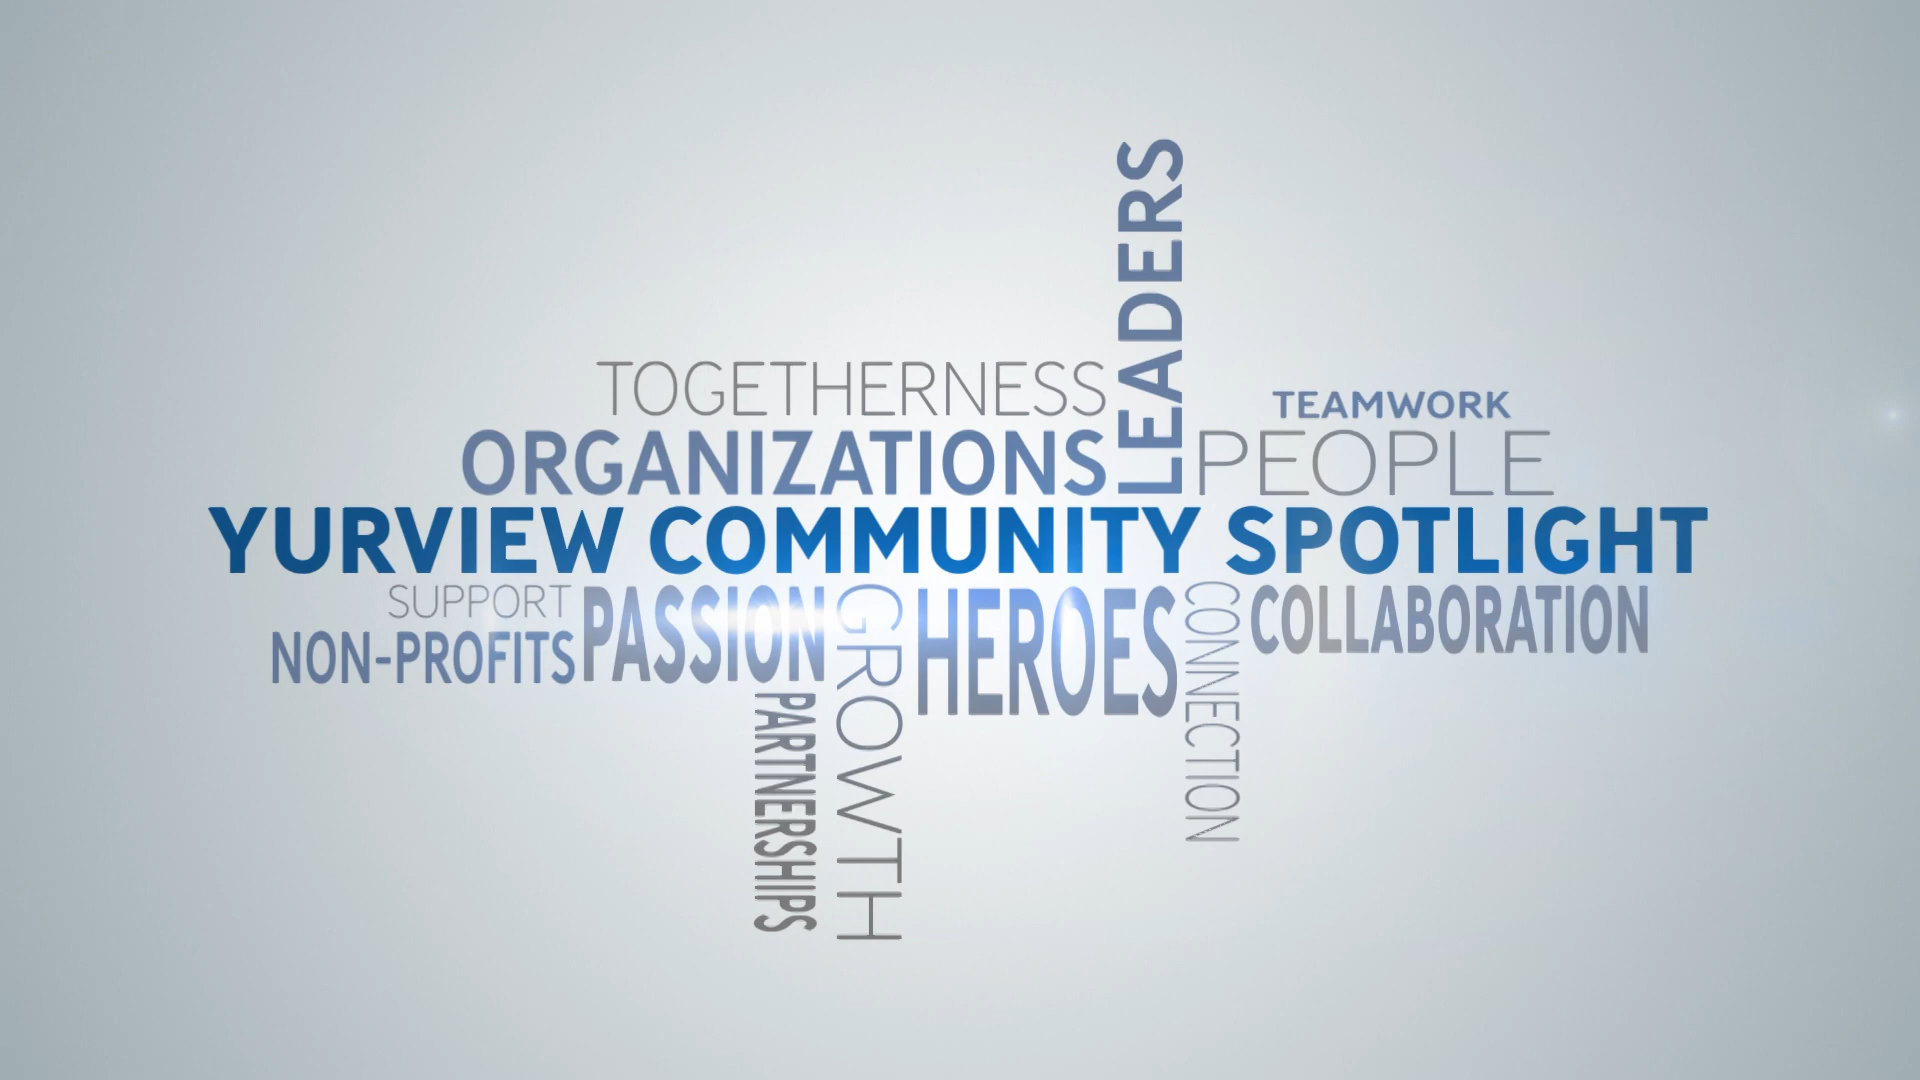 LEADERS
TOGETHERNESS
TEAMWORK
ORGANIZATIONS
PEOPLE
YURVIEW COMMUNITY SPOTLIGHT
SUPPORT
NON-PROFITS
PASSION
GROWTH
HEROES
CONNECTION
COLLABORATION
PARTNERSHIPS